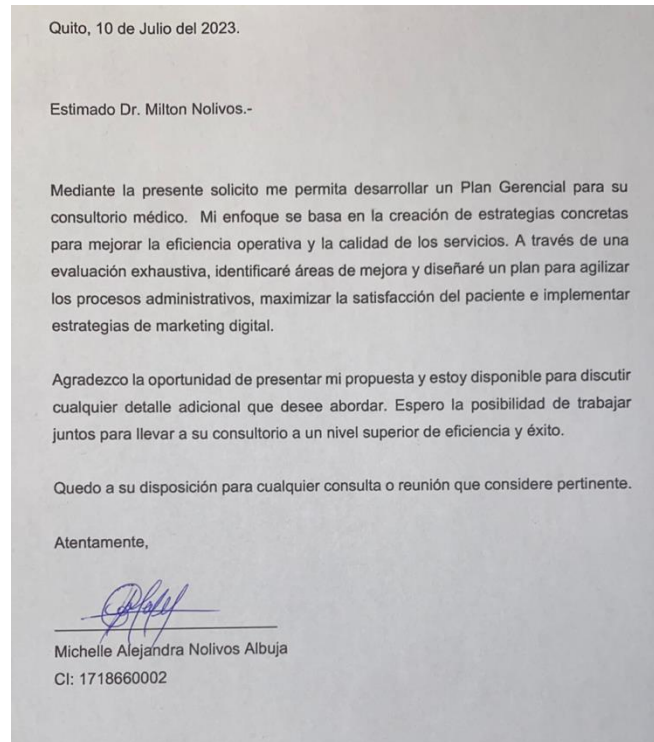 Quito, 10 de Julio del 2023.
Estimado Dr. Milton Nolivos.-
Mediante la presente solicito me permita desarrollar un Plan Gerencial para su
consultorio médico. Mi enfoque se basa en la creación de estrategias concretas
para mejorar la eficiencia operativa y la calidad de los servicios. A través de una
evaluación exhaustiva, identificaré áreas de mejora y diseñaré un plan para agilizar
los procesos administrativos, maximizar la satisfacción del paciente e implementar
estrategias de marketing digital.
Agradezco la oportunidad de presentar mi propuesta y estoy disponible para discutir
cualquier detalle adicional que desee abordar. Espero la posibilidad de trabajar
juntos para llevar a su consultorio a un nivel superior de eficiencia y éxito.
Quedo a su disposición para cualquier consulta o reunión que considere pertinente.
Atentamente,
Michelle Alejandra Nolivos Albuja
CI: 1718660002